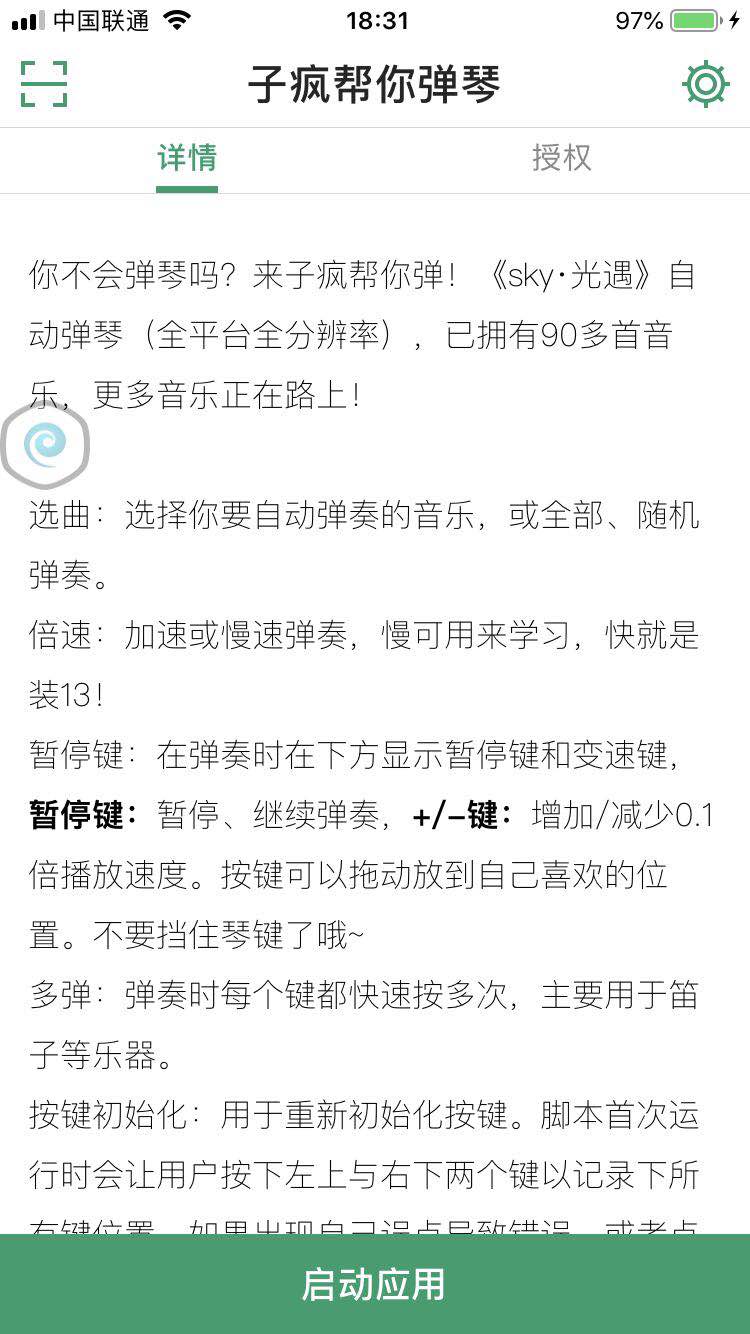 中国联通 18:31 97%
子疯帮你弹琴
详情 授权
你不会弹琴吗？来子疯帮你弹！《sky·光遇》自
动弹琴（全平台全分辨率），已拥有90多首音
乐，更多音乐正在路上！
选曲：选择你要自动弹奏的音乐，或全部、随机
弹奏。
倍速：加速或慢速弹奏，慢可用来学习，快就是
装13！
暂停键：在弹奏时在下方显示暂停键和变速键，
暂停键：暂停、继续弹奏，+/-键：增加/减少0.1
倍播放速度。按键可以拖动放到自己喜欢的位
置。不要挡住琴键了哦~
多弹：弹奏时每个键都快速按多次，主要用于笛
子等乐器。
按键初始化：用于重新初始化按键。脚本首次运
行时会让用户按下左上与右下两个键以记录下所
有键位置。如果出现自己误点导致错误，或者点
启动应用